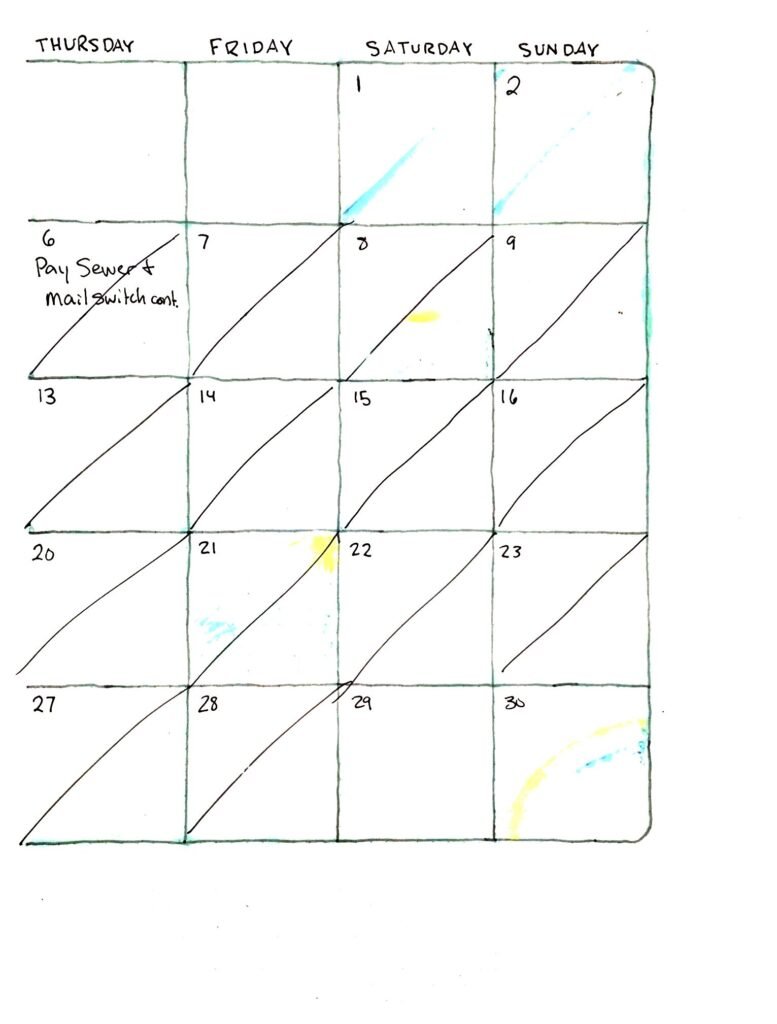 THURSDAY FRIDAY SATURDAY SUNDAY
1 2
6 7 8 9
Pay Sewer +
mail switch cont.
13 14 15 16
20 21 22 23
27 28 29 30